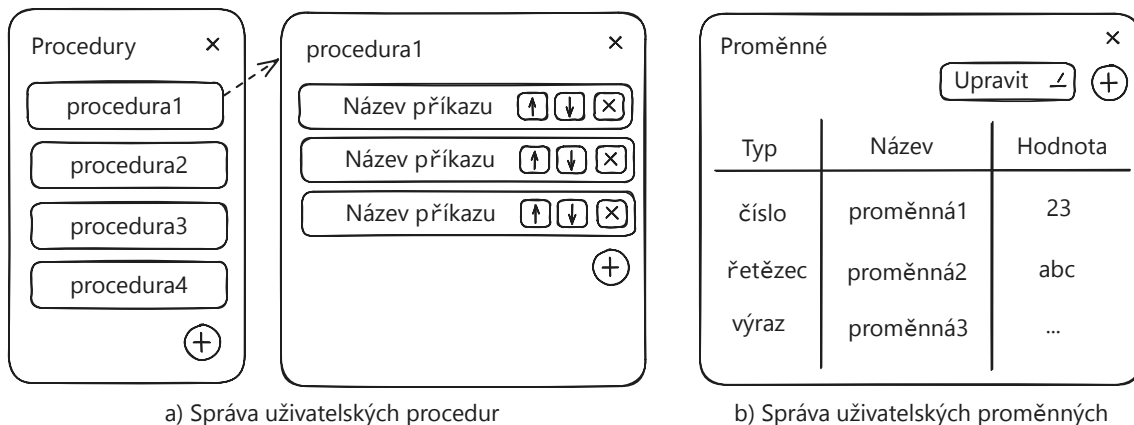 Procedury
procedura1
procedura2
procedura3
procedura4
procedura1
Název příkazu
Název příkazu
Název příkazu
a) Správa uživatelských procedur
Proměnné
Upravit
Typ Název Hodnota
číslo proměnná1 23
řetězec proměnná2 abc
výraz proměnná3 ...
b) Správa uživatelských proměnných